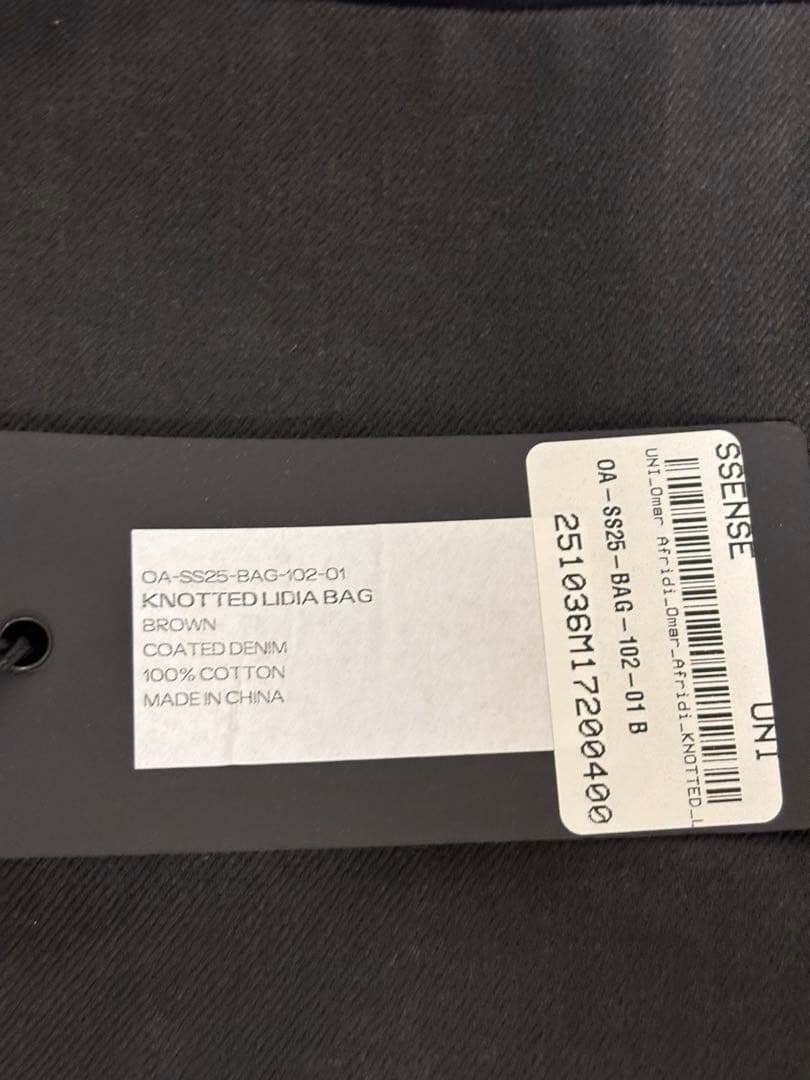 OA-SS25-BAG-102-01
KNOTTED LIDIA BAG
BROWN
COATED DENIM
100% COTTON
MADE IN CHINA
SSENSE
UNI
UNI_Omar Afridi_Omar_Afridi_KNOTTED_L
OA-SS25-BAG-102-01 B
251036M17200400